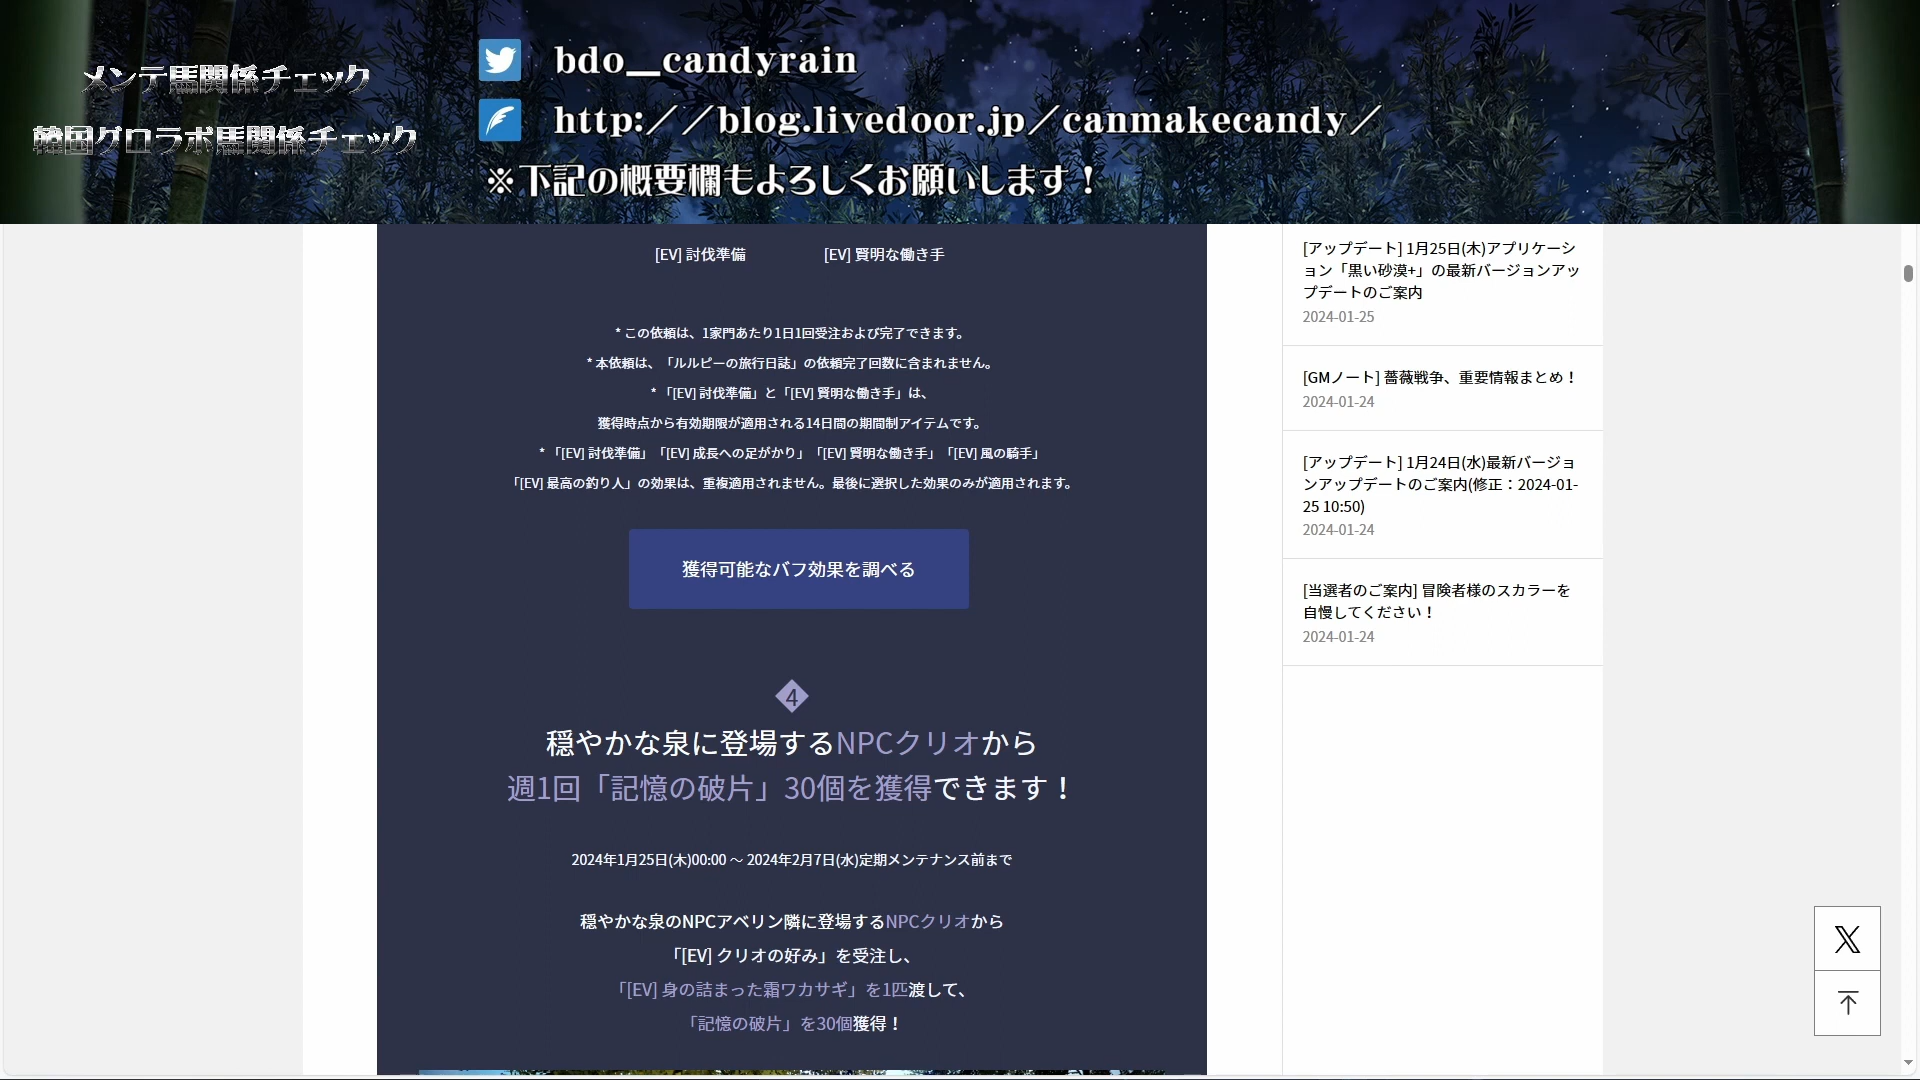 メンテ馬関係チェック
韓国グロラボ馬関係チェック
bdo__candyrain
http://blog.livedoor.jp/canmakecandy/
※下記の概要欄もよろしくお願いします！
[EV] 討伐準備
[EV] 賢明な働き手
* この依頼は、1家門あたり1日1回受注および完了できます。
* 本依頼は、「ルルピーの旅行日誌」の依頼完了回数に含まれません。
* 「[EV] 討伐準備」と「[EV] 賢明な働き手」は、
獲得時点から有効期限が適用される14日間の期間制アイテムです。
* 「[EV] 討伐準備」「[EV] 成長への足がかり」「[EV] 賢明な働き手」「[EV] 風の騎手」
「[EV] 最高の釣り人」の効果は、重複適用されません。最後に選択した効果のみが適用されます。
獲得可能なバフ効果を調べる
4
穏やかな泉に登場するNPCクリオから
週1回「記憶の破片」30個を獲得できます！
2024年1月25日(木)00:00 ～ 2024年2月7日(水)定期メンテナンス前まで
穏やかな泉のNPCアベリン隣に登場するNPCクリオから
「[EV] クリオの好み」を受注し、
「[EV] 身の詰まった霜ワカサギ」を1匹渡して、
「記憶の破片」を30個獲得！
[アップデート] 1月25日(木)アプリケーシ
ョン「黒い砂漠+」の最新バージョンアッ
プデートのご案内
2024-01-25
[GMノート] 薔薇戦争、重要情報まとめ！
2024-01-24
[アップデート] 1月24日(水)最新バージョ
ンアップデートのご案内(修正：2024-01-
25 10:50)
2024-01-24
[当選者のご案内] 冒険者様のスカラーを
自慢してください！
2024-01-24